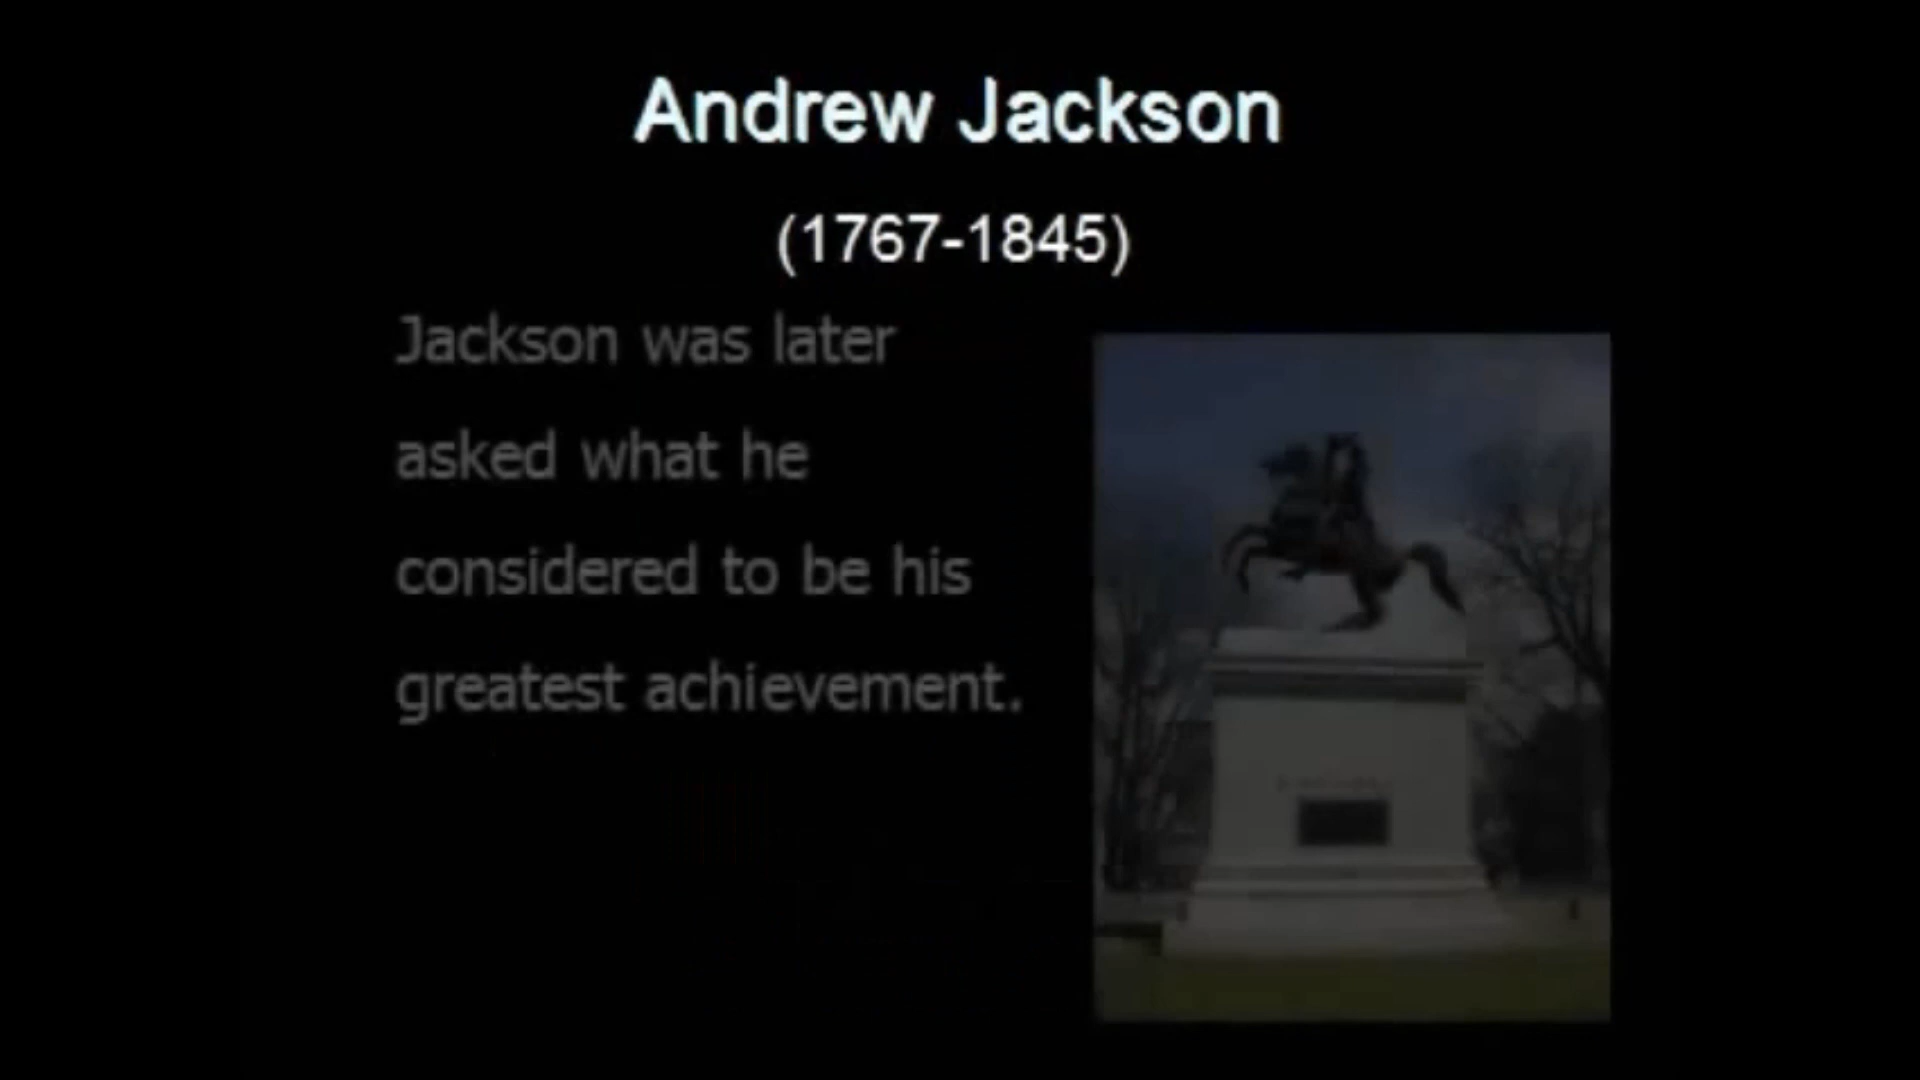 Andrew Jackson
(1767-1845)
Jackson was later
asked what he
considered to be his
greatest achievement.